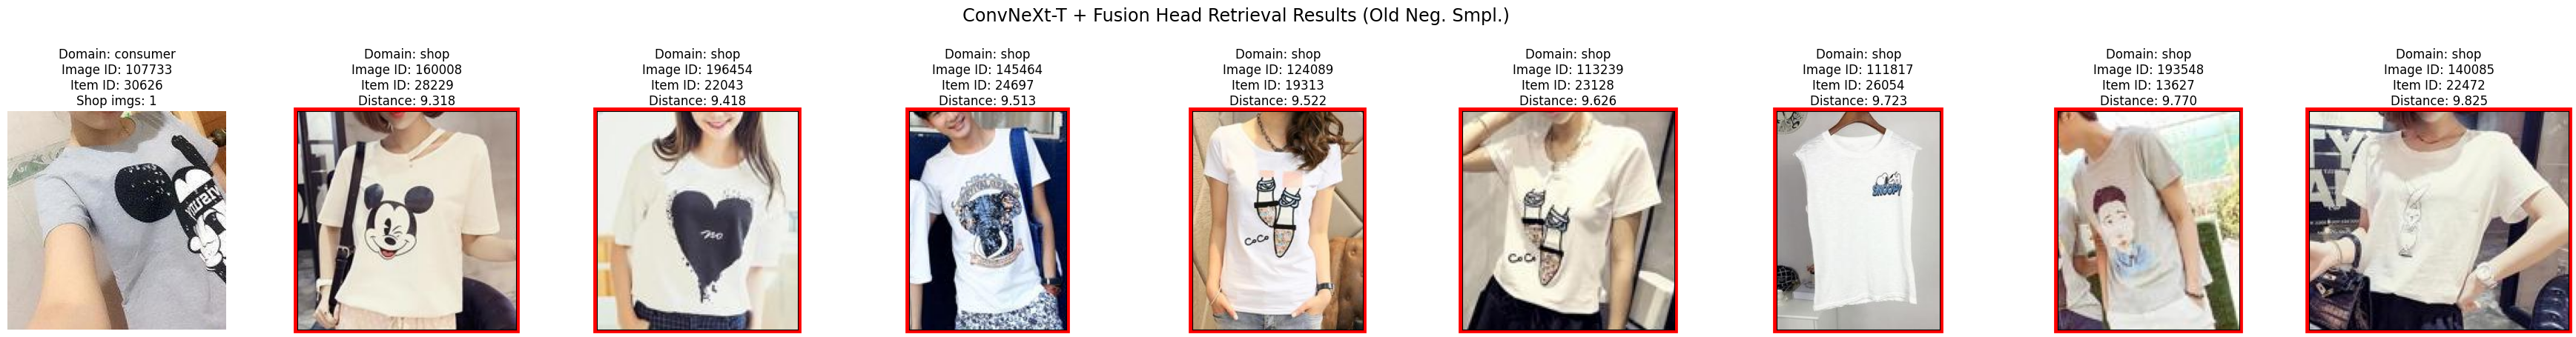 ConvNeXt-T + Fusion Head Retrieval Results (Old Neg. Smpl.)
Domain: consumer
Image ID: 107733
Item ID: 30626
Shop imgs: 1
Domain: shop
Image ID: 160008
Item ID: 28229
Distance: 9.318
Domain: shop
Image ID: 196454
Item ID: 22043
Distance: 9.418
Domain: shop
Image ID: 145464
Item ID: 24697
Distance: 9.513
Domain: shop
Image ID: 124089
Item ID: 19313
Distance: 9.522
Domain: shop
Image ID: 113239
Item ID: 23128
Distance: 9.626
Domain: shop
Image ID: 111817
Item ID: 26054
Distance: 9.723
Domain: shop
Image ID: 193548
Item ID: 13627
Distance: 9.770
Domain: shop
Image ID: 140085
Item ID: 22472
Distance: 9.825
no
CoCo
CoCo
SNOOPY